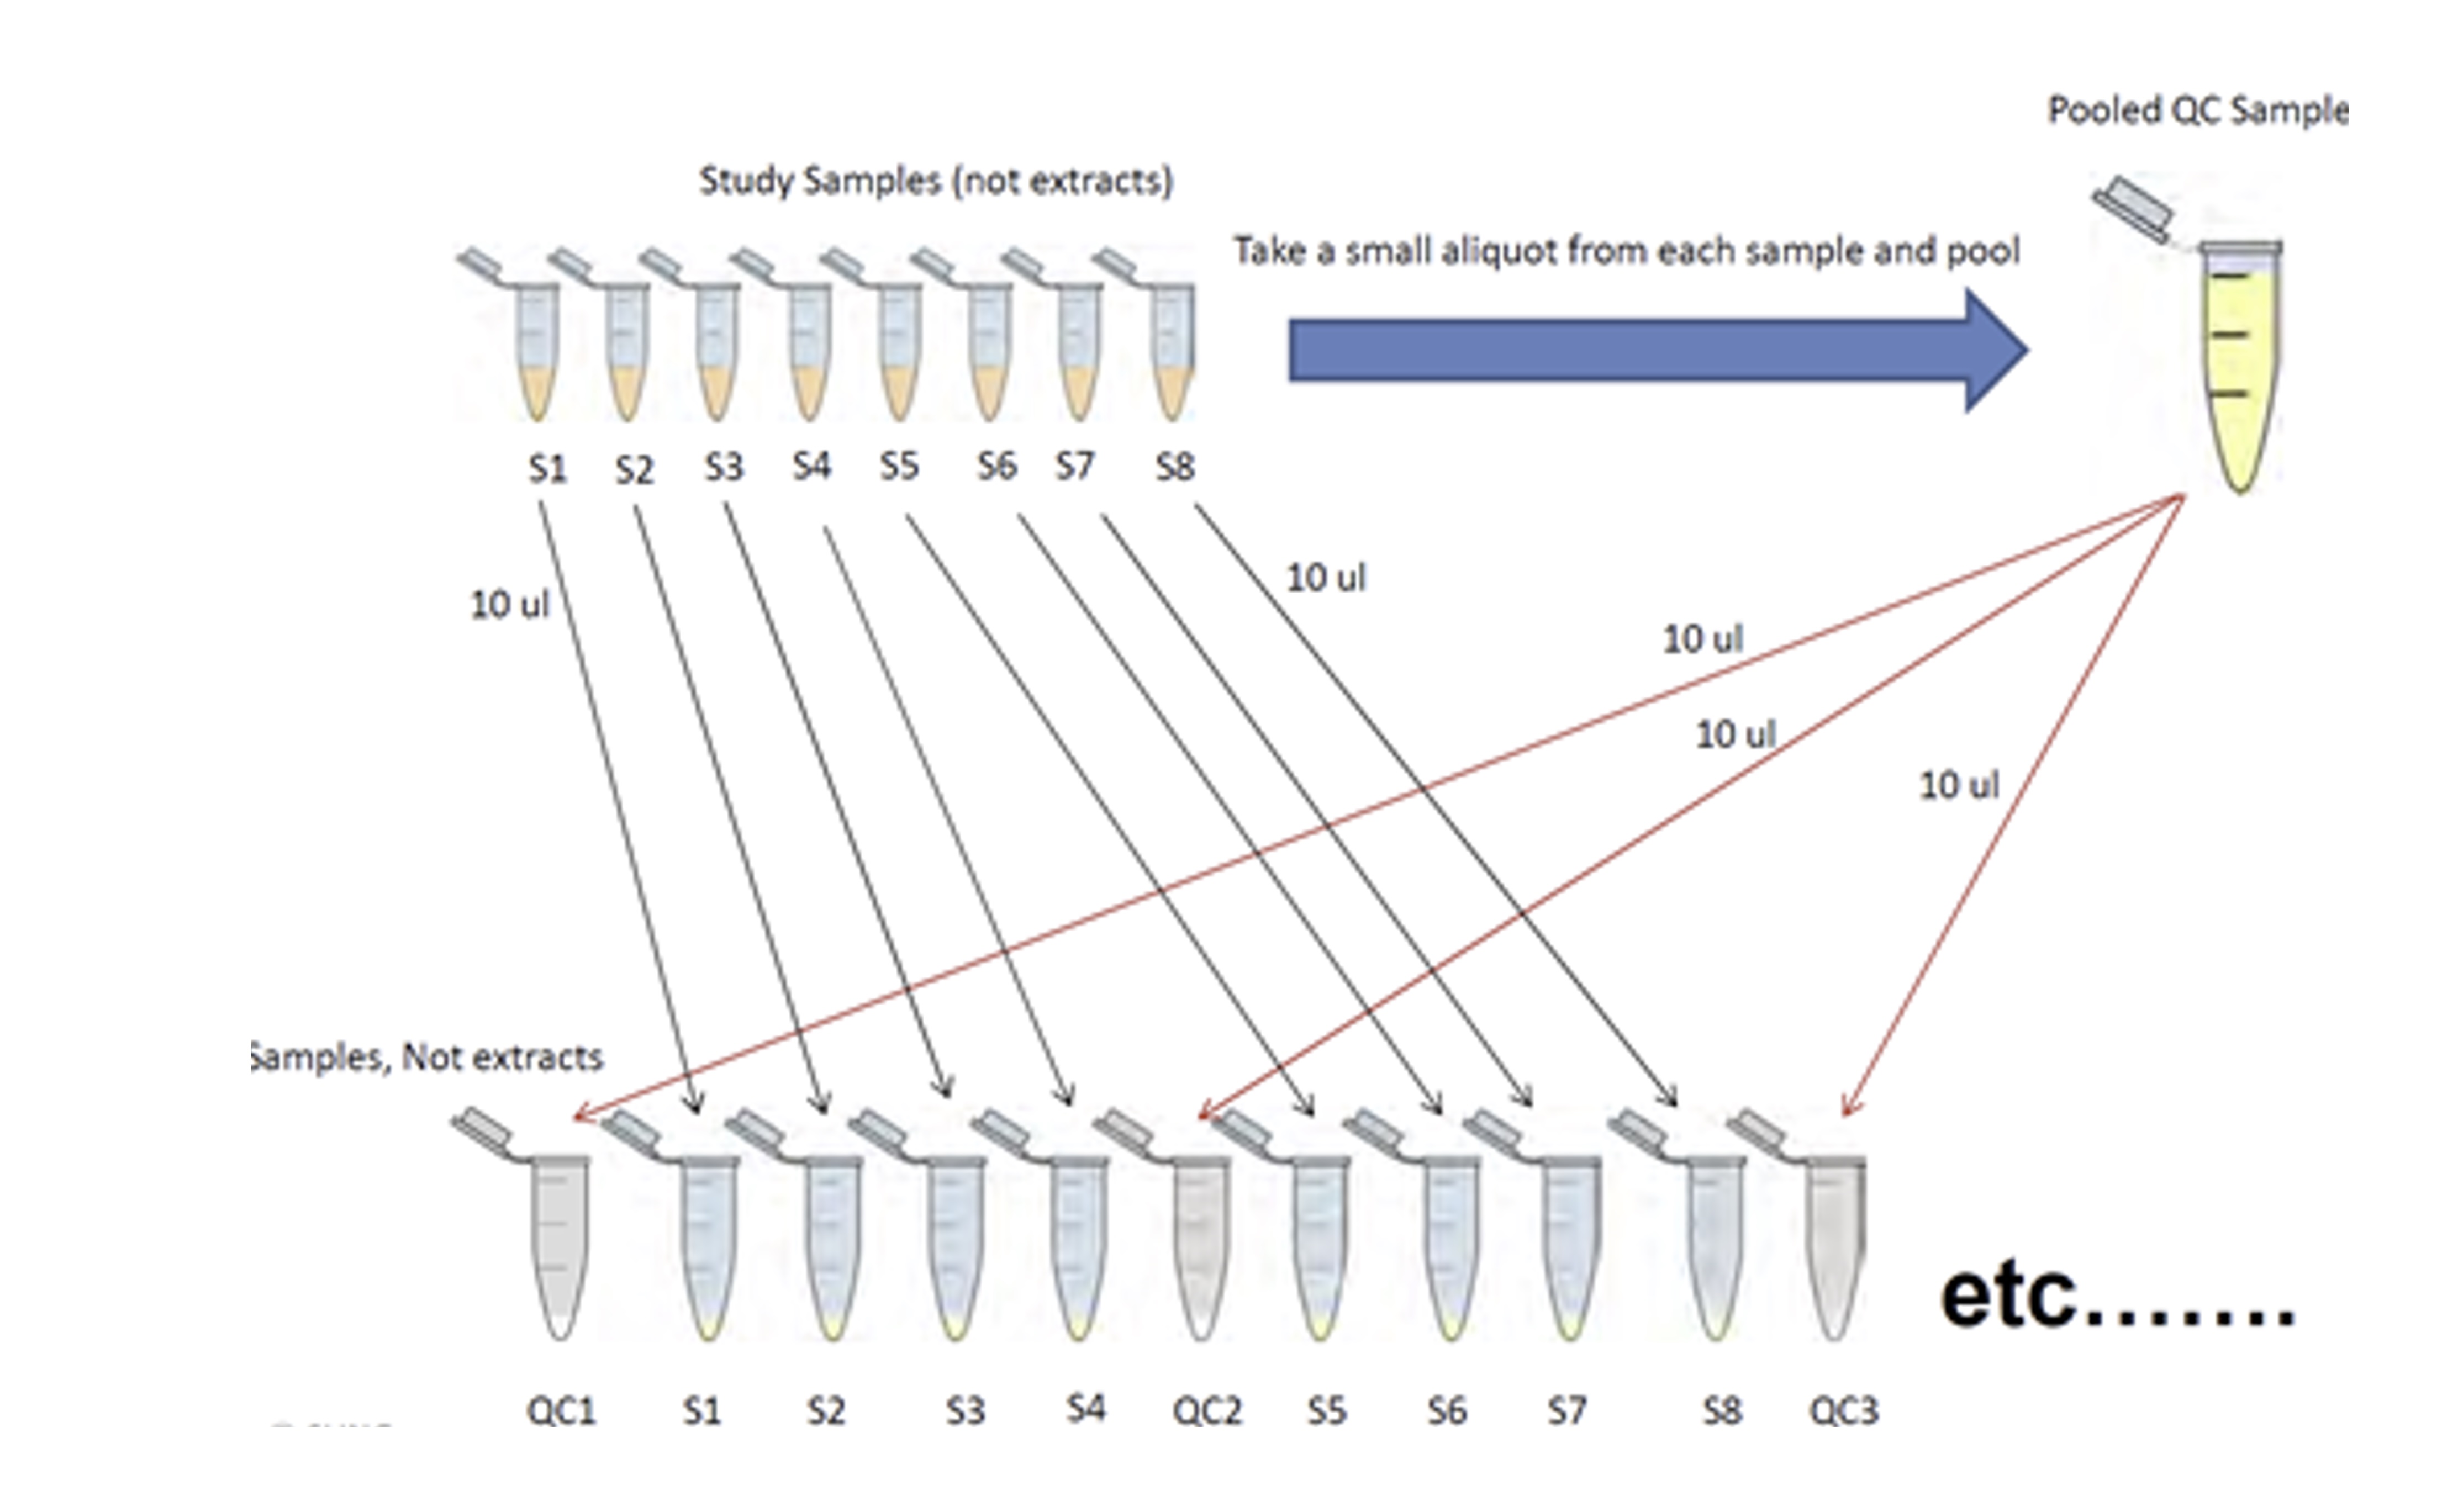 Pooled QC Sample
Study Samples (not extracts)
Take a small aliquot from each sample and pool
S1 S2 S3 S4 S5 S6 S7 S8
10 ul
10 ul
10 ul
10 ul
10 ul
Samples, Not extracts
etc.......
QC1 S1 S2 S3 S4 QC2 S5 S6 S7 S8 QC3